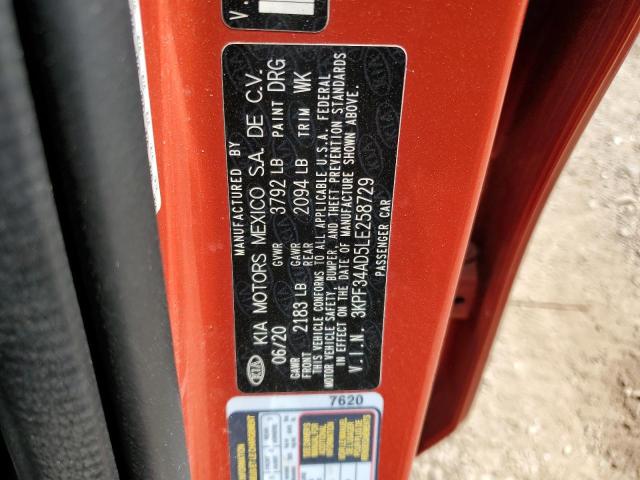 V.
MANUFACTURED BY
KIA KIA MOTORS MEXICO S.A. DE C.V.
06/20 GVWR 3792 LB PAINT DRG
GAWR FRONT 2183 LB GAWR REAR 2094 LB TRIM WK
THIS VEHICLE CONFORMS TO ALL APPLICABLE U.S.A. FEDERAL
MOTOR VEHICLE SAFETY, BUMPER, AND THEFT PREVENTION STANDARDS
IN EFFECT ON THE DATE OF MANUFACTURE SHOWN ABOVE.
V.I.N. 3KPF34AD5LE258729
PASSENGER CAR
7620